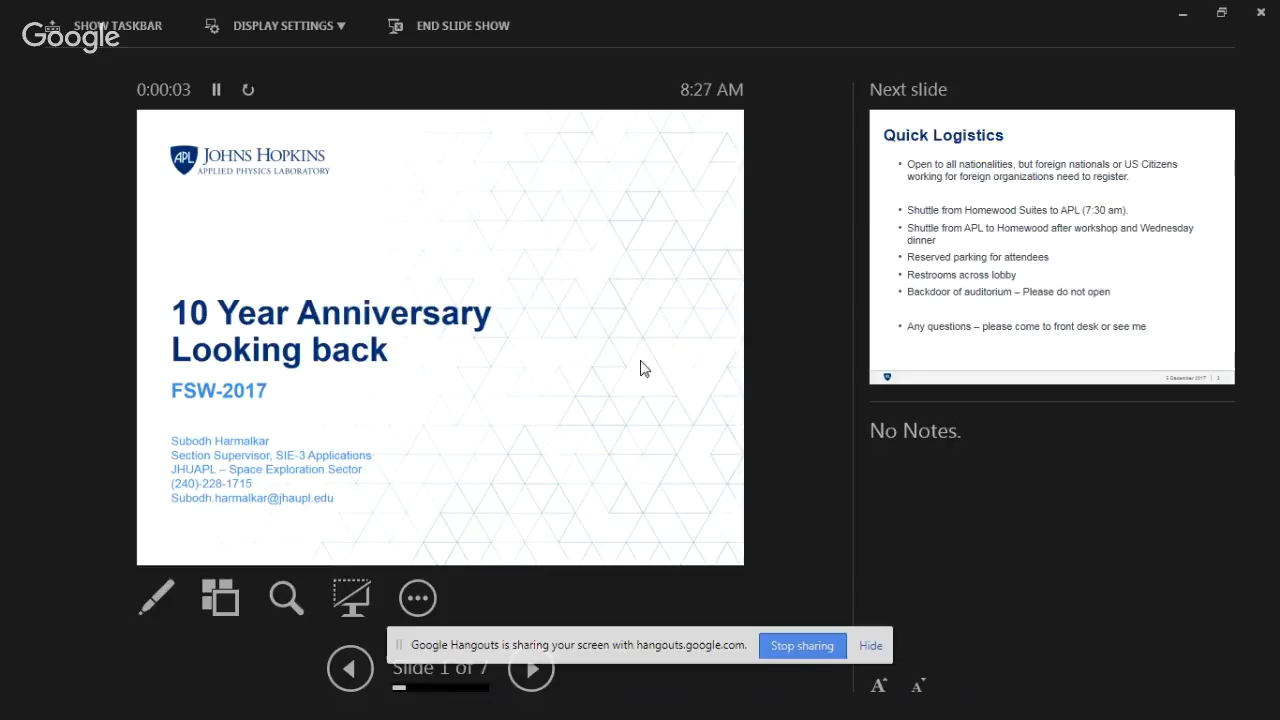 SHOW TASKBAR
DISPLAY SETTINGS ▼
END SLIDE SHOW
Google
0:00:03
8:27 AM
APL
JOHNS HOPKINS
APPLIED PHYSICS LABORATORY
10 Year Anniversary
Looking back
FSW-2017
Subodh Harmalkar
Section Supervisor, SIE-3 Applications
JHUAPL – Space Exploration Sector
(240)-228-1715
Subodh.harmalkar@jhaupl.edu
Next slide
Quick Logistics
• Open to all nationalities, but foreign nationals or US Citizens
working for foreign organizations need to register.
• Shuttle from Homewood Suites to APL (7:30 am).
• Shuttle from APL to Homewood after workshop and Wednesday
dinner
• Reserved parking for attendees
• Restrooms across lobby
• Backdoor of auditorium – Please do not open
• Any questions – please come to front desk or see me
No Notes.
Google Hangouts is sharing your screen with hangouts.google.com.
Stop sharing
Hide
Slide 1 of 7
A
A